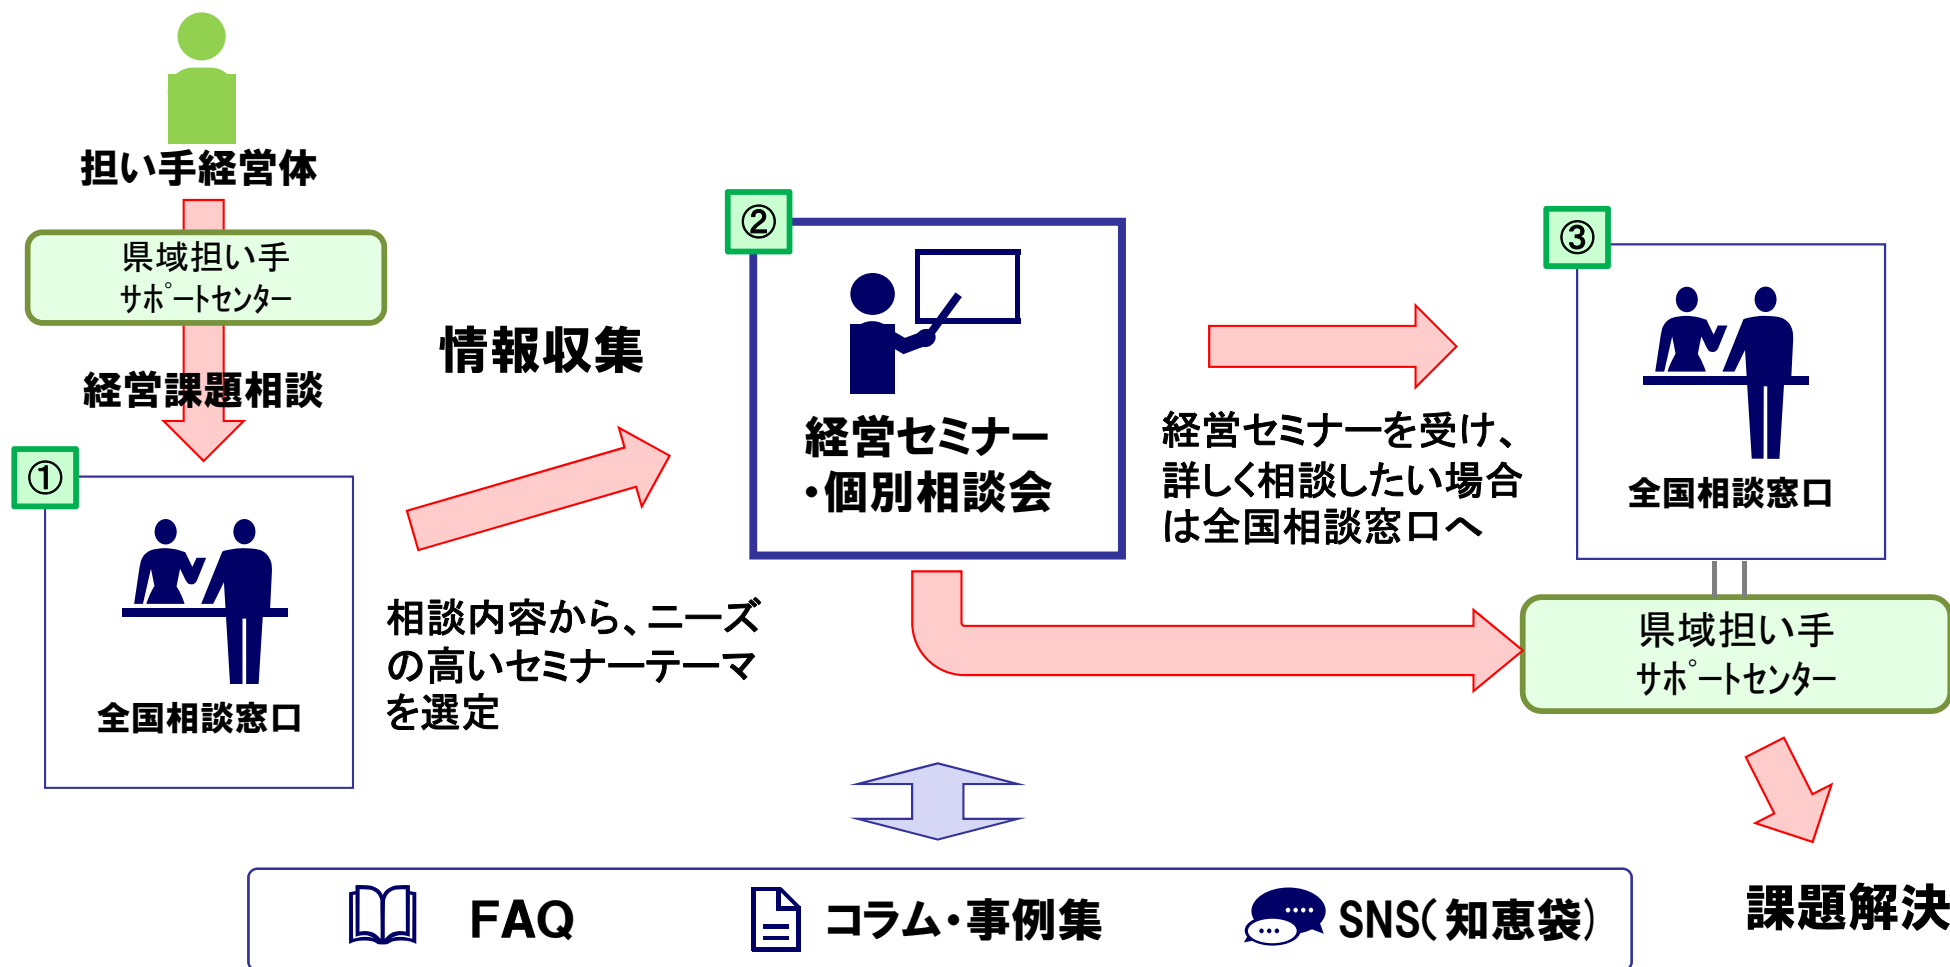 担い手経営体
県域担い手
ｻﾎﾟｰﾄｾﾝﾀｰ
経営課題相談
①
全国相談窓口
情報収集
相談内容から、ニーズ
の高いセミナーテーマ
を選定
②
経営セミナー
・個別相談会
経営セミナーを受け、
詳しく相談したい場合
は全国相談窓口へ
③
全国相談窓口
県域担い手
ｻﾎﾟｰﾄｾﾝﾀｰ
課題解決
FAQ
コラム・事例集
SNS(知恵袋)